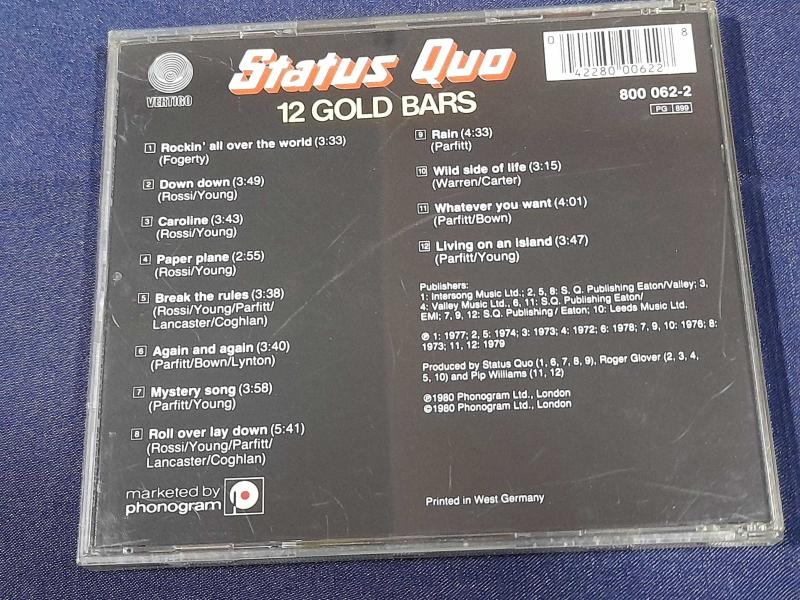 VERTIGO
Status Quo
12 GOLD BARS
0 42280 00622 8
800 062-2
PG 899
1 Rockin' all over the world (3:33)
(Fogerty)
2 Down down (3:49)
(Rossi/Young)
3 Caroline (3:43)
(Rossi/Young)
4 Paper plane (2:55)
(Rossi/Young)
5 Break the rules (3:38)
(Rossi/Young/Parfitt/
Lancaster/Coghlan)
6 Again and again (3:40)
(Parfitt/Bown/Lynton)
7 Mystery song (3:58)
(Parfitt/Young)
8 Roll over lay down (5:41)
(Rossi/Young/Parfitt/
Lancaster/Coghlan)
marketed by
phonogram
9 Rain (4:33)
(Parfitt)
10 Wild side of life (3:15)
(Warren/Carter)
11 Whatever you want (4:01)
(Parfitt/Bown)
12 Living on an island (3:47)
(Parfitt/Young)
Publishers:
1: Intersong Music Ltd.; 2, 5, 8: S. Q. Publishing Eaton/Valley; 3,
4: Valley Music Ltd., 6, 11: S.Q. Publishing Eaton/
EMI; 7, 9, 12: S.Q. Publishing / Eaton; 10: Leeds Music Ltd.
℗ 1: 1977; 2, 5: 1974; 3: 1973; 4: 1972; 6: 1978; 7, 9, 10: 1976; 8:
1973; 11, 12: 1979
Produced by Status Quo (1, 6, 7, 8, 9), Roger Glover (2, 3, 4,
5, 10) and Pip Williams (11, 12)
℗1980 Phonogram Ltd., London
©1980 Phonogram Ltd., London
Printed in West Germany